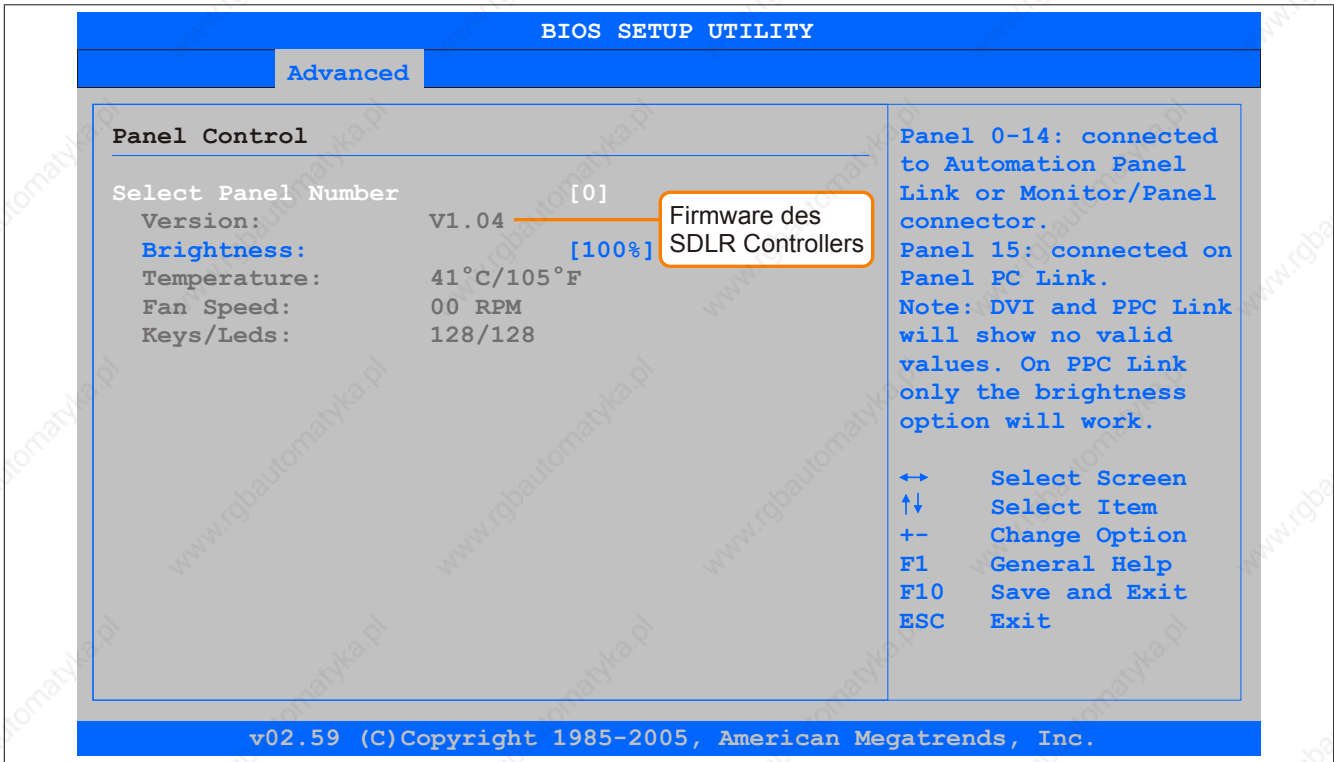 BIOS SETUP UTILITY
Advanced
Panel Control
Select Panel Number [0]
Version: V1.04
Firmware des
SDLR Controllers
Brightness: [100%]
Temperature: 41°C/105°F
Fan Speed: 00 RPM
Keys/Leds: 128/128
Panel 0-14: connected
to Automation Panel
Link or Monitor/Panel
connector.
Panel 15: connected on
Panel PC Link.
Note: DVI and PPC Link
will show no valid
values. On PPC Link
only the brightness
option will work.
←→ Select Screen
↑↓ Select Item
+- Change Option
F1 General Help
F10 Save and Exit
ESC Exit
v02.59 (C)Copyright 1985-2005, American Megatrends, Inc.
www.rgbautomatyka.pl